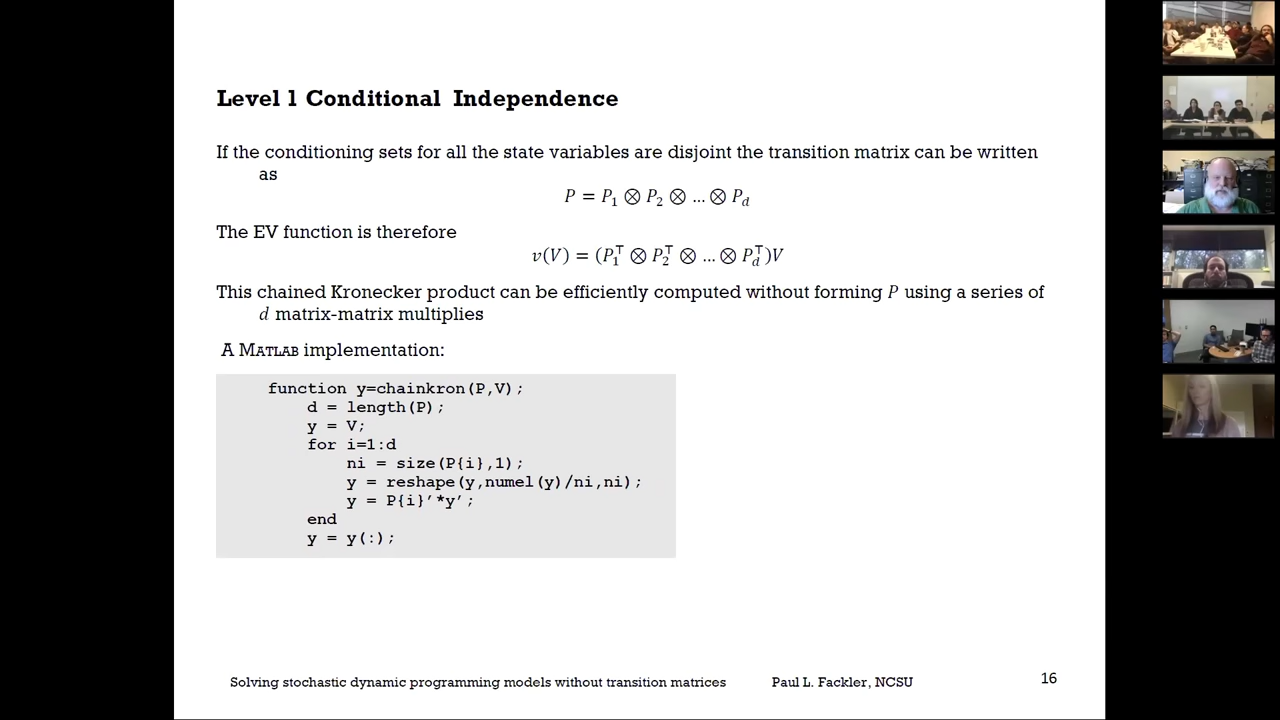 Level 1 Conditional Independence
If the conditioning sets for all the state variables are disjoint the transition matrix can be written
as
P = P₁ ⊗ P₂ ⊗ … ⊗ P_d
The EV function is therefore
v(V) = (P₁ᵀ ⊗ P₂ᵀ ⊗ … ⊗ P_dᵀ)V
This chained Kronecker product can be efficiently computed without forming P using a series of
d matrix-matrix multiplies
A MATLAB implementation:
function y=chainkron(P,V);
d = length(P);
y = V;
for i=1:d
ni = size(P{i},1);
y = reshape(y,numel(y)/ni,ni);
y = P{i}’*y’;
end
y = y(:);
Solving stochastic dynamic programming models without transition matrices Paul L. Fackler, NCSU 16